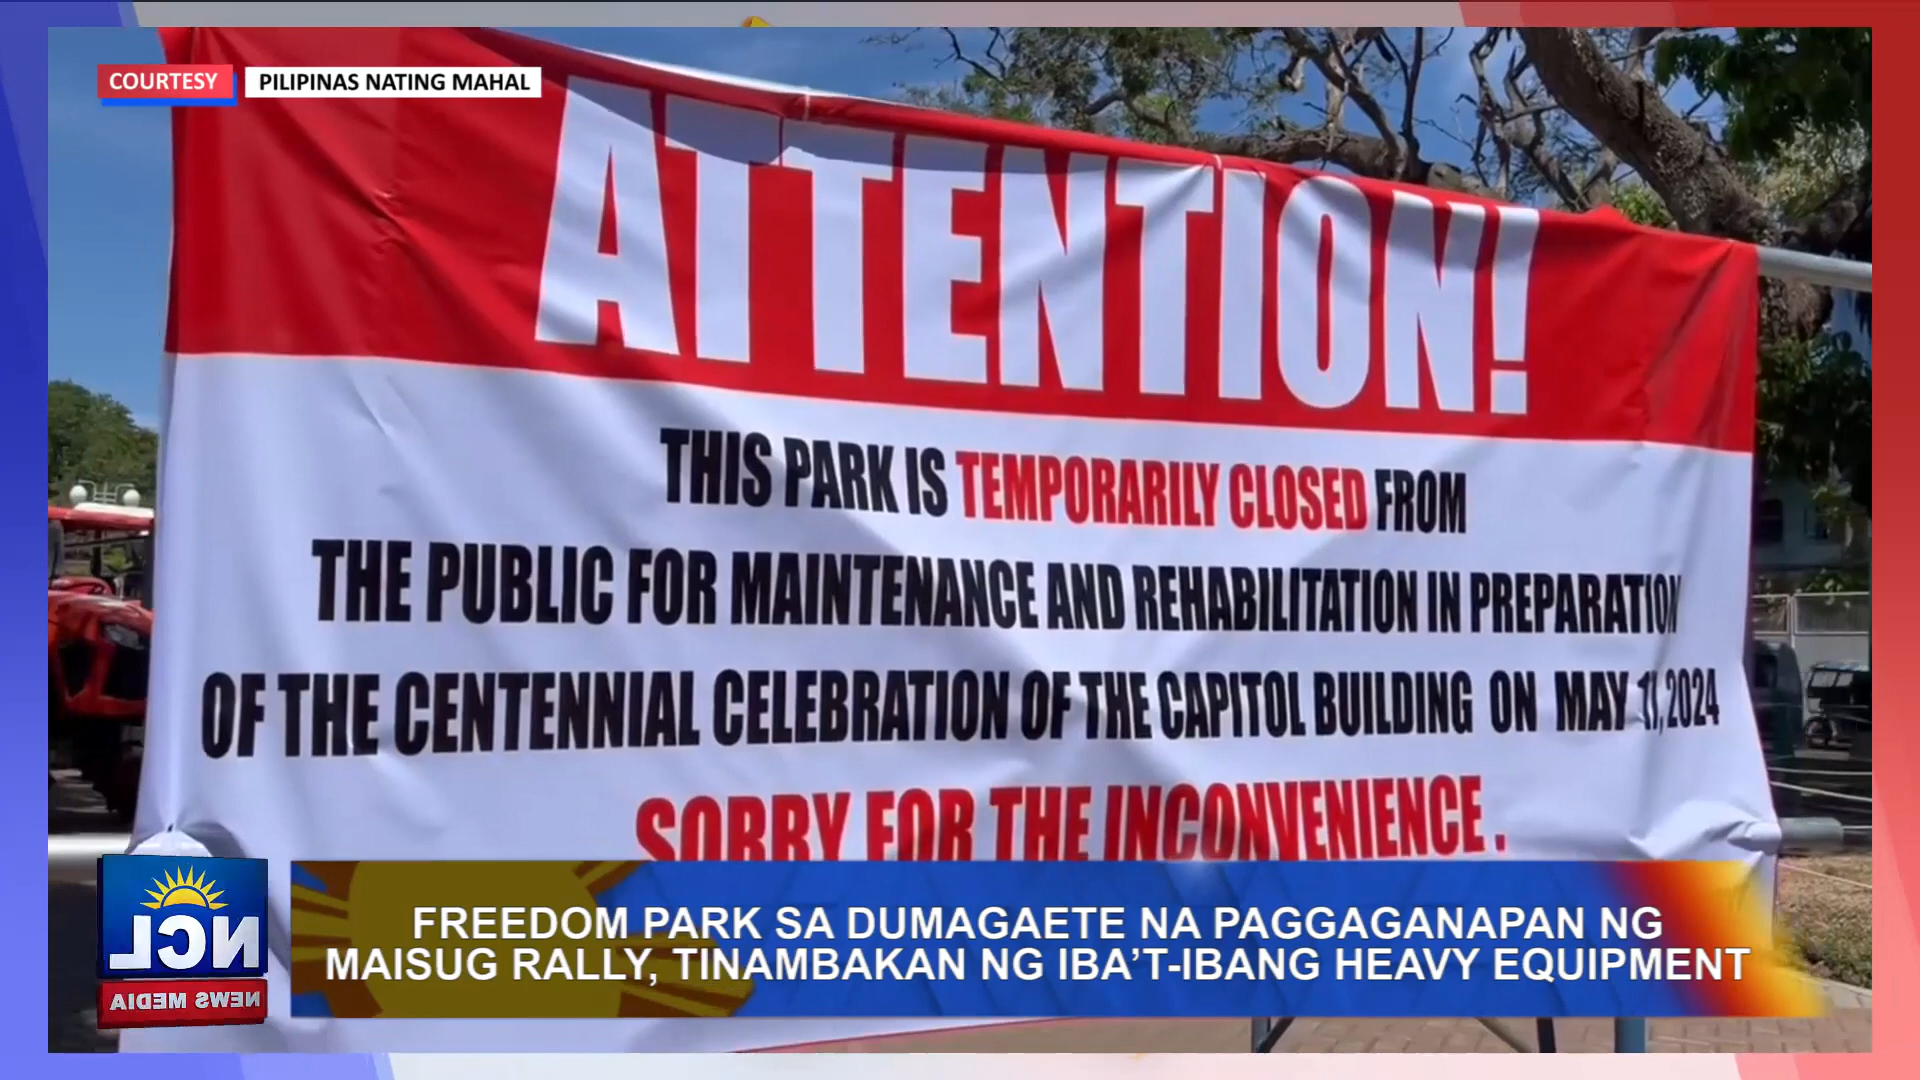 COURTESY PILIPINAS NATING MAHAL
ATTENTION!
THIS PARK IS TEMPORARILY CLOSED FROM
THE PUBLIC FOR MAINTENANCE AND REHABILITATION IN PREPARATION
OF THE CENTENNIAL CELEBRATION OF THE CAPITOL BUILDING ON MAY 11, 2024
SORRY FOR THE INCONVENIENCE.
NCL
NEWS MEDIA
FREEDOM PARK SA DUMAGAETE NA PAGGAGANAPAN NG
MAISUG RALLY, TINAMBAKAN NG IBA'T-IBANG HEAVY EQUIPMENT